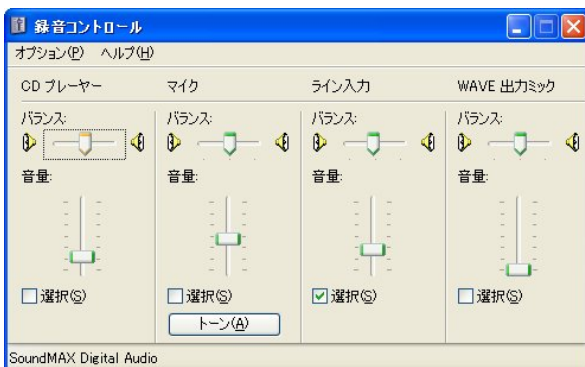 録音コントロール
オプション(P) ヘルプ(H)
CD プレーヤー マイク ライン入力 WAVE 出力ミック
バランス: バランス: バランス: バランス:
音量: 音量: 音量: 音量:
選択(S) 選択(S) 選択(S) 選択(S)
トーン(A)
SoundMAX Digital Audio